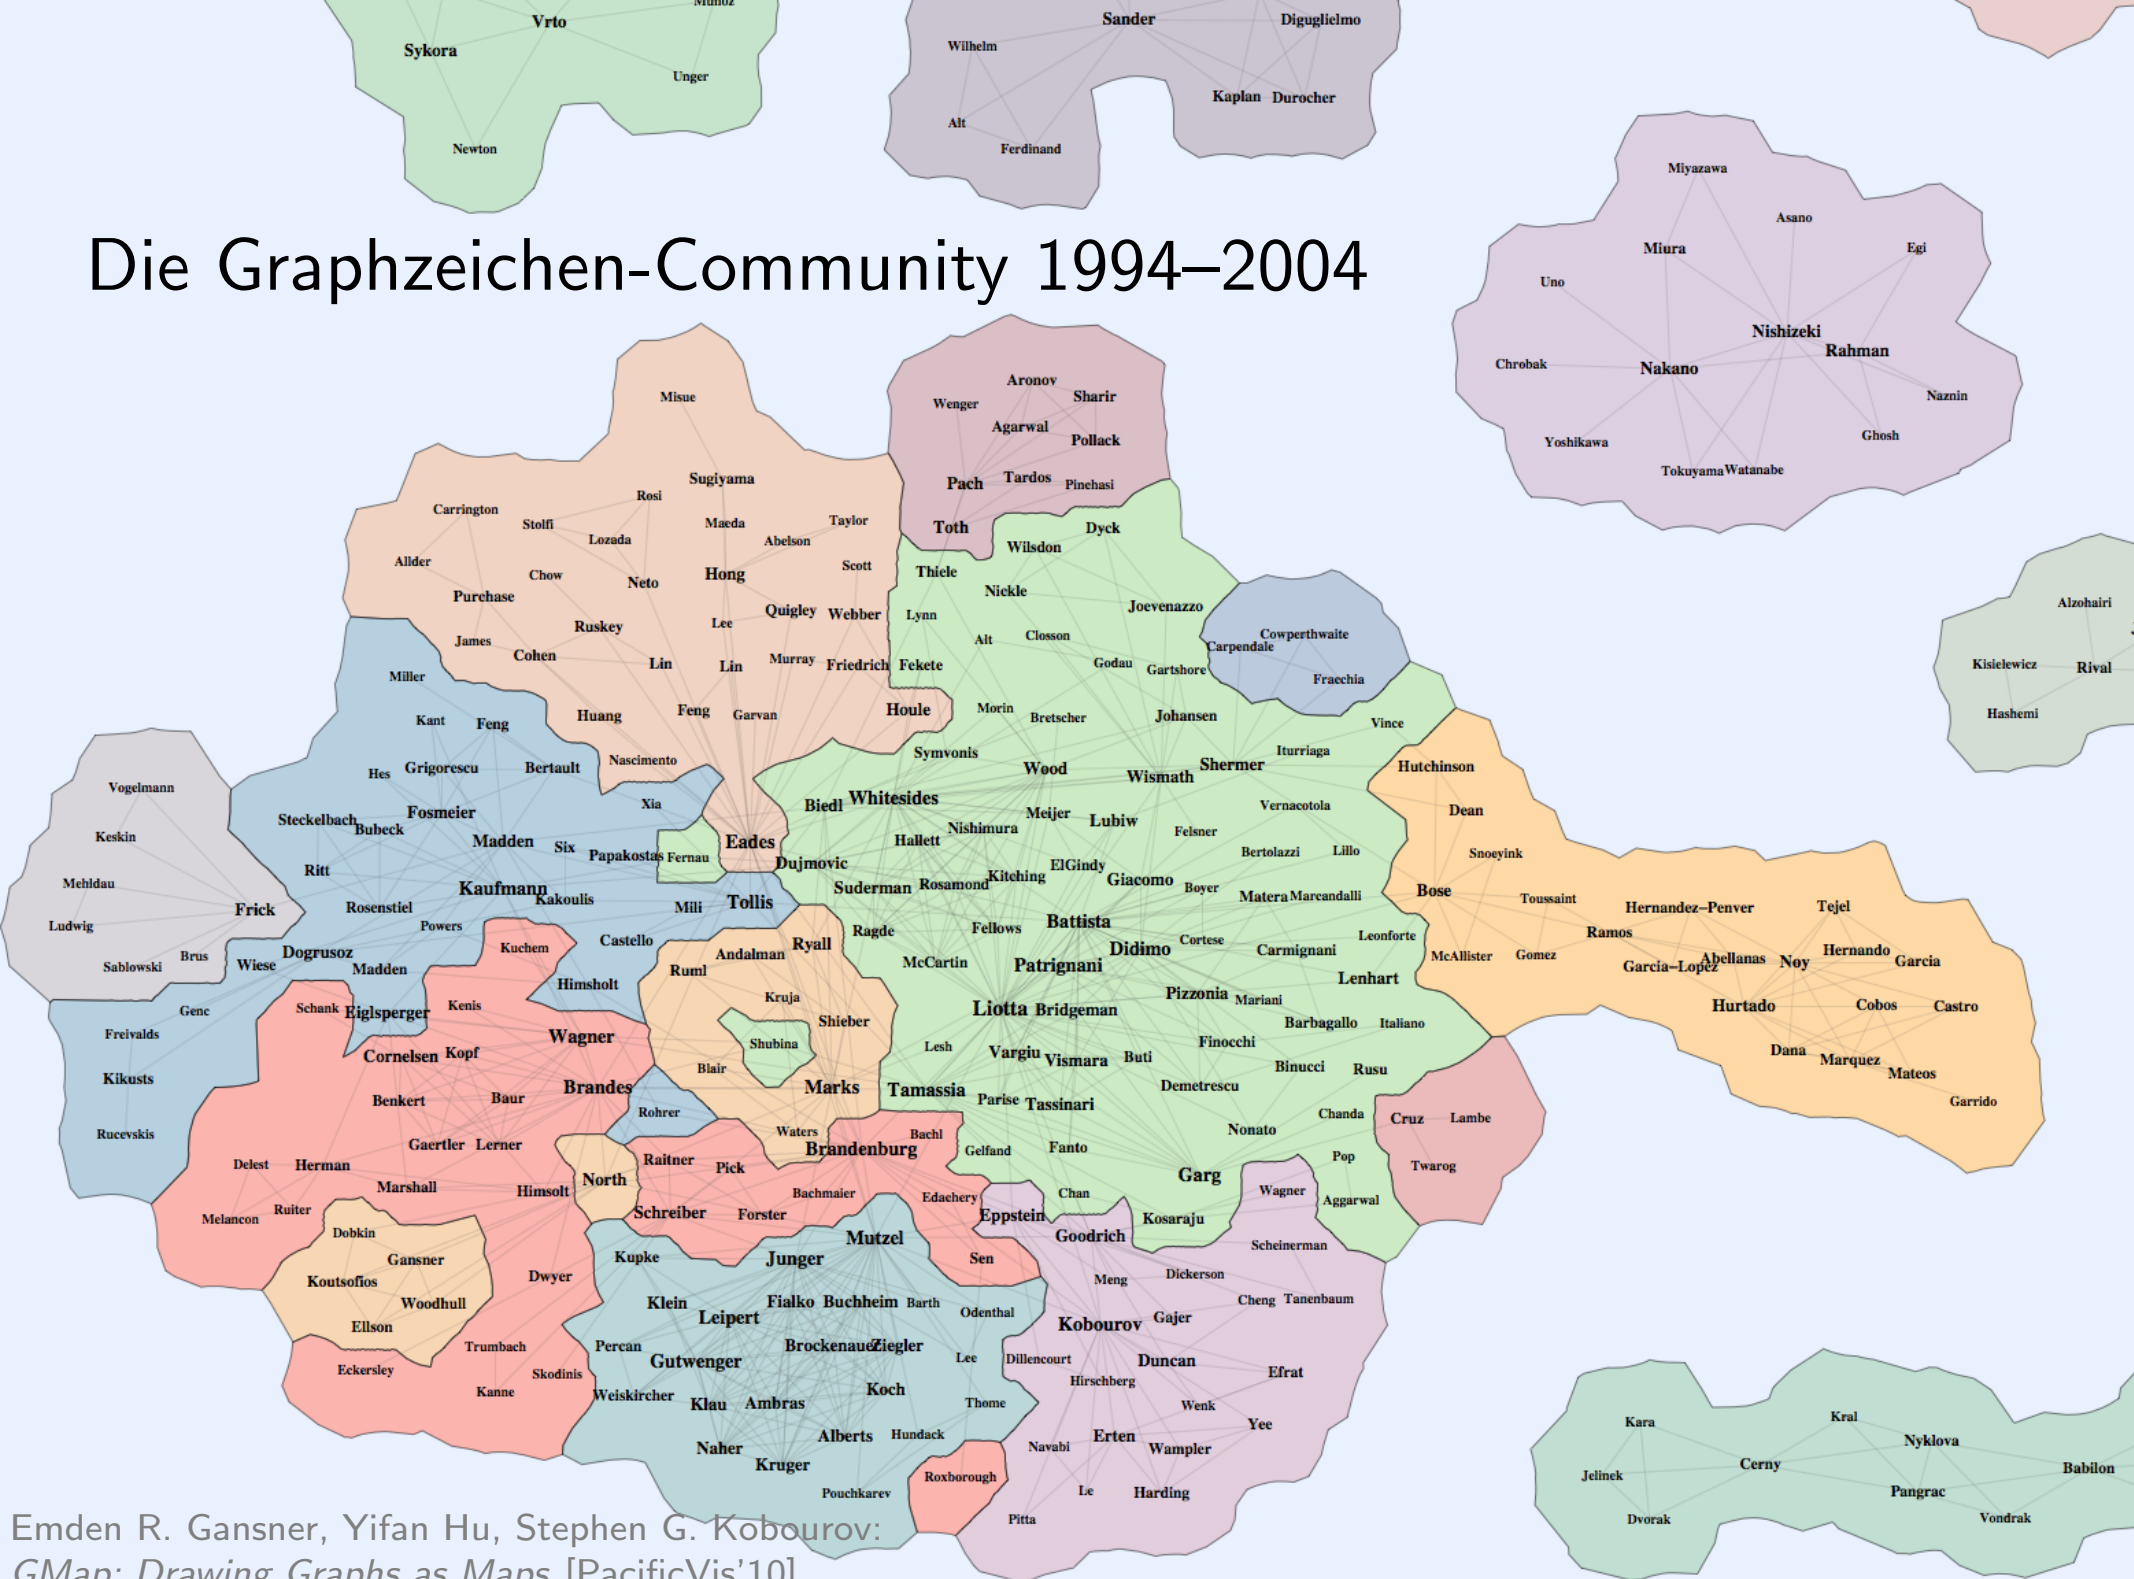 Munoz
Vrto
Sykora
Unger
Newton
Sander
Diguglielmo
Wilhelm
Kaplan Durocher
Alt
Ferdinand
Die Graphzeichen-Community 1994–2004
Miyazawa
Asano
Miura
Egi
Uno
Nishizeki
Rahman
Chrobak
Nakano
Naznin
Yoshikawa
Ghosh
Tokuyama Watanabe
Alzohairi
Kisielewicz
Rival
Hashemi
Misue
Sugiyama
Rosi
Carrington
Stolfi
Maeda
Taylor
Lozada
Abelson
Allder
Chow
Neto
Hong
Scott
Purchase
Quigley
Webber
Ruskey
Lee
James
Cohen
Lin
Lin
Murray
Friedrich
Huang
Feng
Garvan
Houle
Nascimento
Eades
Aronov
Wenger
Sharir
Agarwal
Pollack
Pach
Tardos
Pinehasi
Toth
Dyck
Wilsdon
Thiele
Nickle
Joevenazzo
Lynn
Alt
Closson
Fekete
Godau
Gartshore
Morin
Bretscher
Johansen
Vince
Symvonis
Wood
Wismath
Shermer
Iturriaga
Biedl
Whitesides
Meijer
Lubiw
Vernacotola
Nishimura
Hallett
Felsner
Dujmovic
ElGindy
Bertolazzi
Lillo
Suderman
Rosamond
Kitching
Giacomo
Boyer
Matera
Marcandalli
Ragde
Fellows
Battista
Didimo
Cortese
Carmignani
Leonforte
McCartin
Patrignani
Lenhart
Liotta
Bridgeman
Pizzonia
Mariani
Barbagallo
Italiano
Lesh
Vargiu
Vismara
Buti
Finocchi
Binucci
Rusu
Tamassia
Parise
Tassinari
Demetrescu
Chanda
Nonato
Gelfand
Fanto
Garg
Pop
Chan
Kosaraju
Aggarwal
Cowperthwaite
Carpendale
Fraechia
Hutchinson
Dean
Snoeyink
Bose
Toussaint
McAllister
Gomez
Hernandez–Penver
Tejel
Ramos
Hernando
Garcia–Lopez
Abellanas
Noy
Garcia
Hurtado
Cobos
Castro
Dana
Marquez
Mateos
Garrido
Cruz
Lambe
Twarog
Miller
Kant
Feng
Hes
Grigorescu
Bertault
Xia
Steckelbach
Bubeck
Fosmeier
Madden
Six
Papakostas
Fernau
Ritt
Kaufmann
Kakoulis
Rosenstiel
Powers
Mili
Tollis
Castello
Dogrusoz
Wiese
Madden
Himsholt
Genc
Eiglsperger
Freivalds
Kikusts
Rucevskis
Rohrer
Vogelmann
Keskin
Mehldau
Frick
Ludwig
Brus
Sablowski
Kuchem
Schank
Kenis
Wagner
Cornelsen
Kopf
Brandes
Benkert
Baur
Gaertler
Lerner
Delest
Herman
Marshall
Himsolt
Melancon
Ruiter
Dwyer
Trumbach
Skodinis
Eckersley
Kanne
Dobkin
Gansner
Koutsofios
Woodhull
Ellson
Andalman
Ryall
Ruml
Kruja
Shieber
Shubina
Blair
Marks
Waters
North
Raitner
Pick
Brandenburg
Bachl
Schreiber
Forster
Bachmaier
Edachery
Sen
Mutzel
Kupke
Junger
Klein
Leipert
Fialko
Buchheim
Barth
Odenthal
Percan
Brockenauer
Ziegler
Gutwenger
Lee
Weiskircher
Klau
Ambras
Koch
Thome
Alberts
Hundack
Naher
Kruger
Pouchkarev
Roxborough
Eppstein
Goodrich
Wagner
Scheinerman
Meng
Dickerson
Cheng
Tanenbaum
Kobourov
Gajer
Dillencourt
Duncan
Hirschberg
Efrat
Wenk
Yee
Navabi
Erten
Wampler
Le
Harding
Pitta
Kara
Kral
Nyklova
Jelinek
Cerny
Babilon
Pangrac
Dvorak
Vondrak
Emden R. Gansner, Yifan Hu, Stephen G. Kobourov:
GMap: Drawing Graphs as Maps [PacificVis'10]